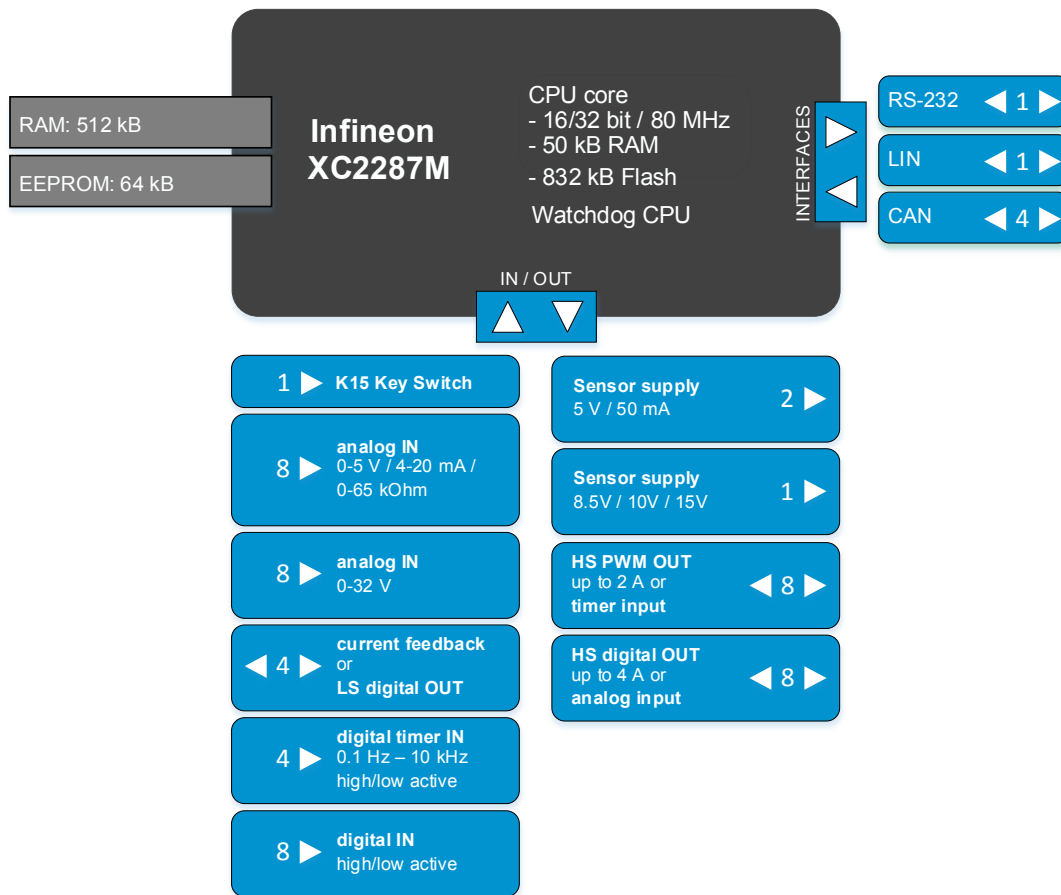 RAM: 512 kB
EEPROM: 64 kB
Infineon
XC2287M
CPU core
- 16/32 bit / 80 MHz
- 50 kB RAM
- 832 kB Flash
Watchdog CPU
INTERFACES
RS-232 1
LIN 1
CAN 4
IN / OUT
1 K15 Key Switch
8
analog IN
0-5 V / 4-20 mA /
0-65 kOhm
8
analog IN
0-32 V
4
current feedback
or
LS digital OUT
4
digital timer IN
0.1 Hz – 10 kHz
high/low active
8
digital IN
high/low active
Sensor supply
5 V / 50 mA
2
Sensor supply
8.5V / 10V / 15V
1
HS PWM OUT
up to 2 A or
timer input
8
HS digital OUT
up to 4 A or
analog input
8